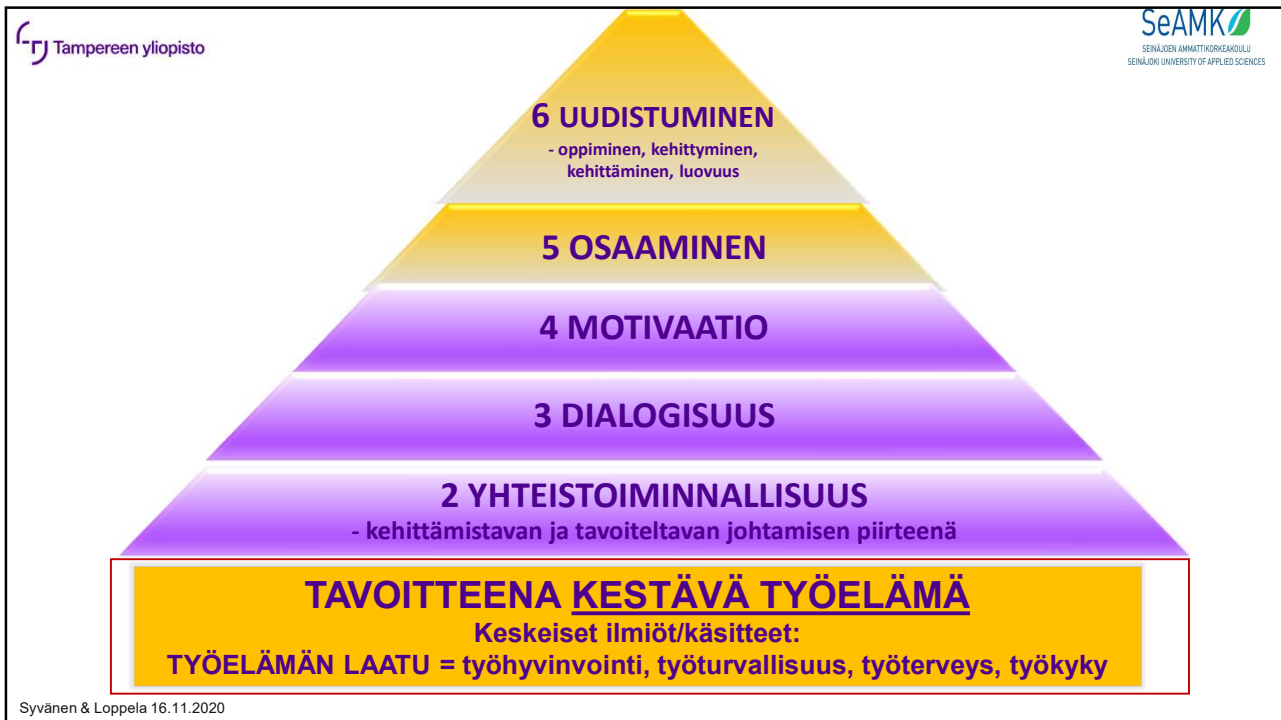 Tampereen yliopisto
SeAMK
SEINÄJOEN AMMATTIKORKEAKOULU
SEINÄJOKI UNIVERSITY OF APPLIED SCIENCES
6 UUDISTUMINEN
- oppiminen, kehittyminen,
kehittäminen, luovuus
5 OSAAMINEN
4 MOTIVAATIO
3 DIALOGISUUS
2 YHTEISTOIMINNALLISUUS
- kehittämistavan ja tavoiteltavan johtamisen piirteenä
TAVOITTEENA KESTÄVÄ TYÖELÄMÄ
Keskeiset ilmiöt/käsitteet:
TYÖELÄMÄN LAATU = työhyvinvointi, työturvallisuus, työterveys, työkyky
Syvänen & Loppela 16.11.2020